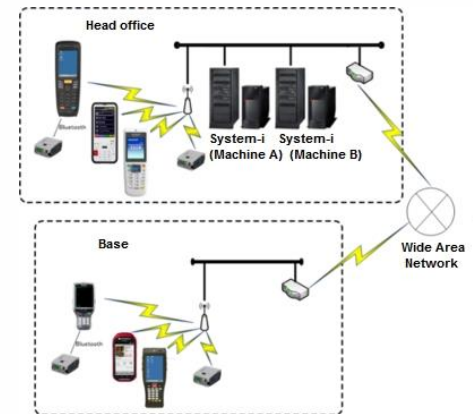 Head office
Bluetooth
System-i System-i
(Machine A) (Machine B)
Wide Area
Network
Base
Bluetooth